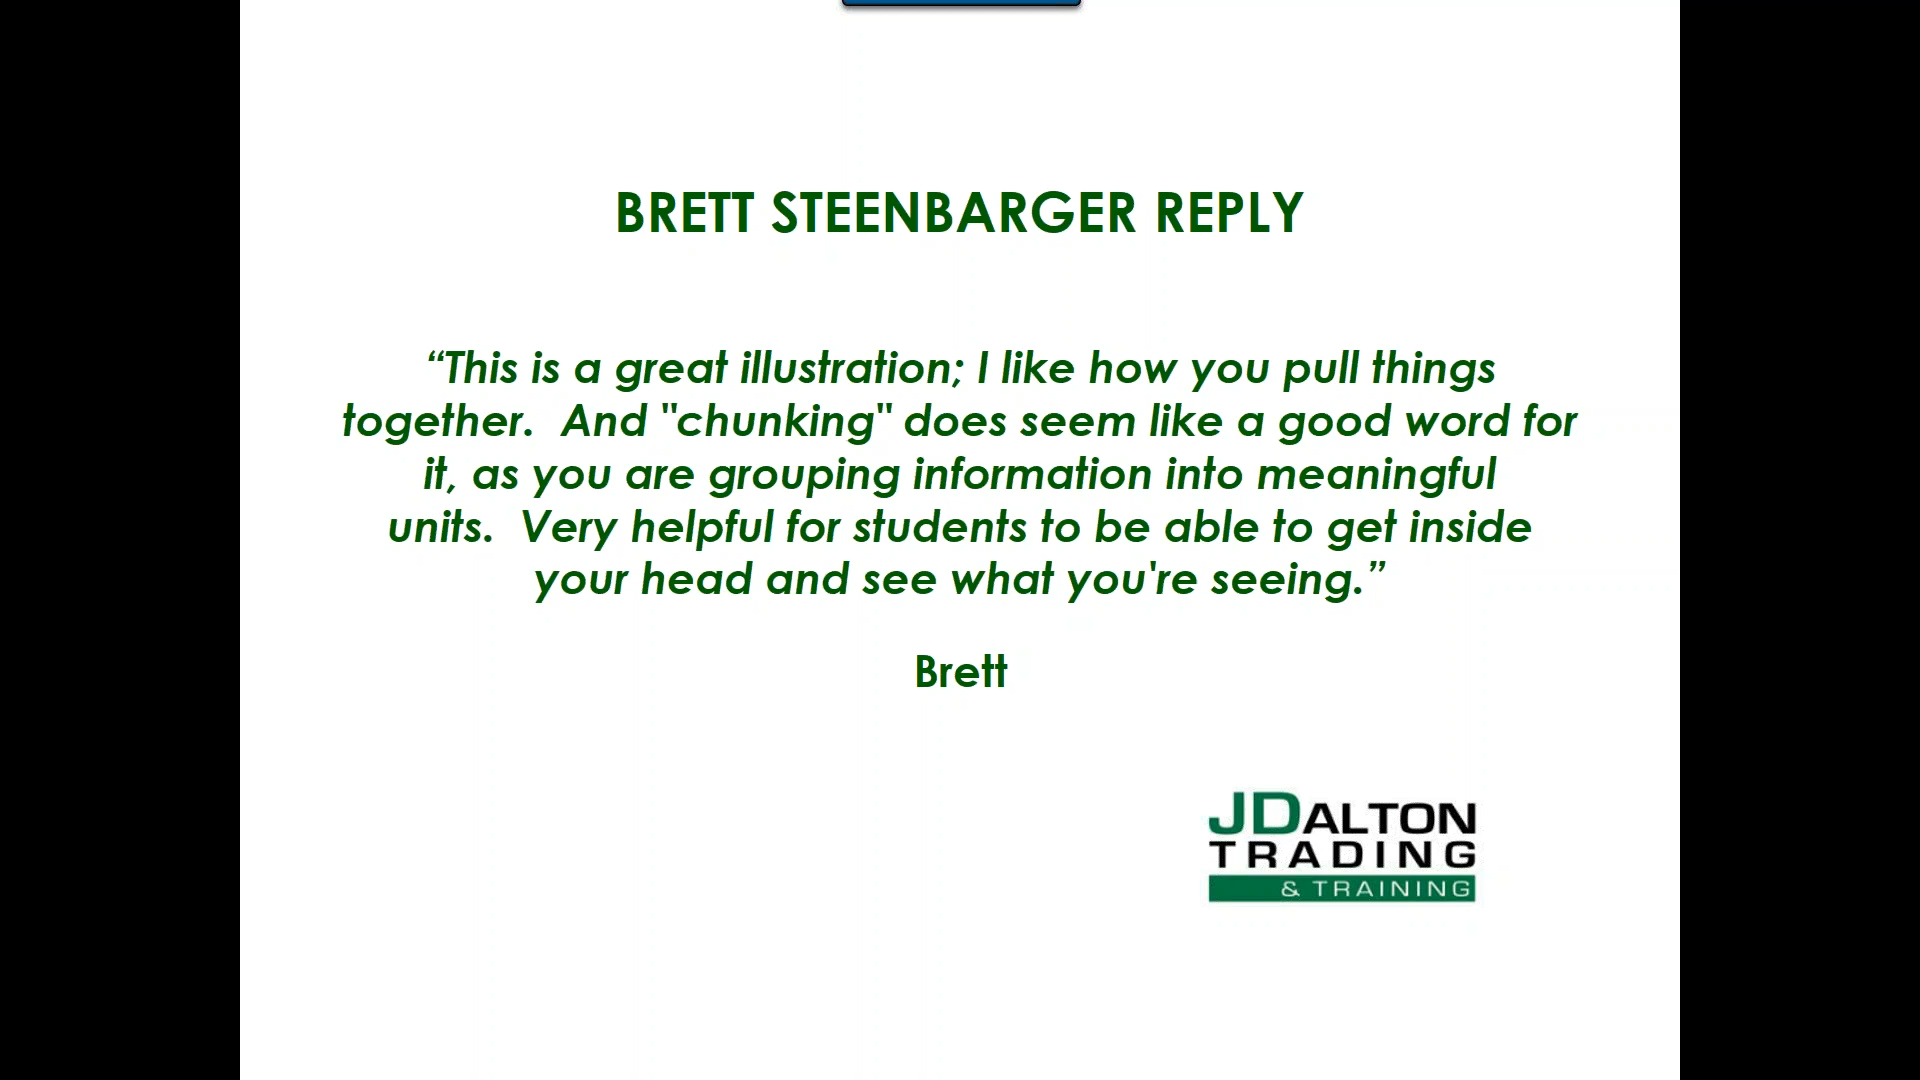 BRETT STEENBARGER REPLY
“This is a great illustration; I like how you pull things
together.  And "chunking" does seem like a good word for
it, as you are grouping information into meaningful
units.  Very helpful for students to be able to get inside
your head and see what you're seeing.”
Brett
JDALTON
TRADING
& TRAINING